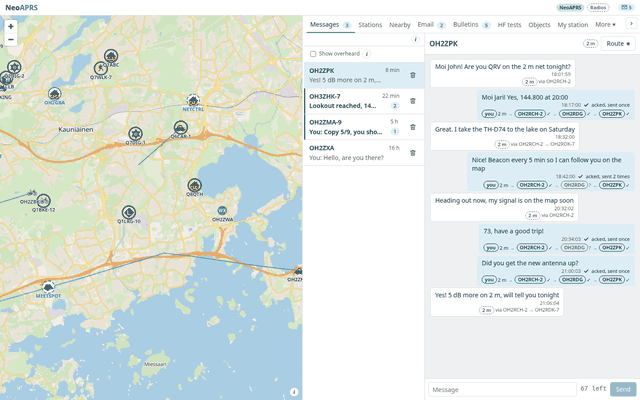 NeoAPRS
NeoAPRS
Radios
5
Messages 3
Stations
Nearby
Email 2
Bulletins 5
HF tests
Objects
My station
More
Show overheard
OH2ZPK
8 min
Yes! 5 dB more on 2 m,...
OH3ZHK-7
22 min
Lookout reached, 14...
2
OH2ZMA-9
5 h
You: Copy 5/9, you sho...
1
OH2ZXA
16 h
You: Hello, are you there?
OH2ZPK
2 m
Route
Moi John! Are you QRV on the 2 m net tonight?
18:01:59
2 m via OH2RCH-2
Moi Jari! Yes, 144.800 at 20:00
18:17:00 ✓ acked, sent once
you 2 m → OH2RCH-2 ✓ → OH2RDG ✓ → OH2ZPK ✓
Great. I take the TH-D74 to the lake on Saturday
18:32:00
2 m via OH2RCH-2 → OH2RDK-7
Nice! Beacon every 5 min so I can follow you on the
map
18:42:00 ✓ acked, sent 2 times
you 2 m → OH2RCH-2 ✓ → OH2RDG ? → OH2ZPK ✓
Heading out now, my signal is on the map soon
20:32:02
2 m via OH2RCH-2
73, have a good trip!
20:34:03 ✓ acked, sent once
you 2 m → OH2RCH-2 ✓ → OH2RDG ? → OH2ZPK ✓
Did you get the new antenna up?
21:00:03 ✓ acked, sent once
you 2 m → OH2RCH-2 ✓ → OH2RDG ✓ → OH2ZPK ✓
Yes! 5 dB more on 2 m, will tell you tonight
21:06:04
2 m via OH2RCH-2 → OH2RDK-7
Message
67 left
Send
Kauniainen
NETCTRL
OH2GBA
OH3ZWA
MEETSPOT
Miessaari